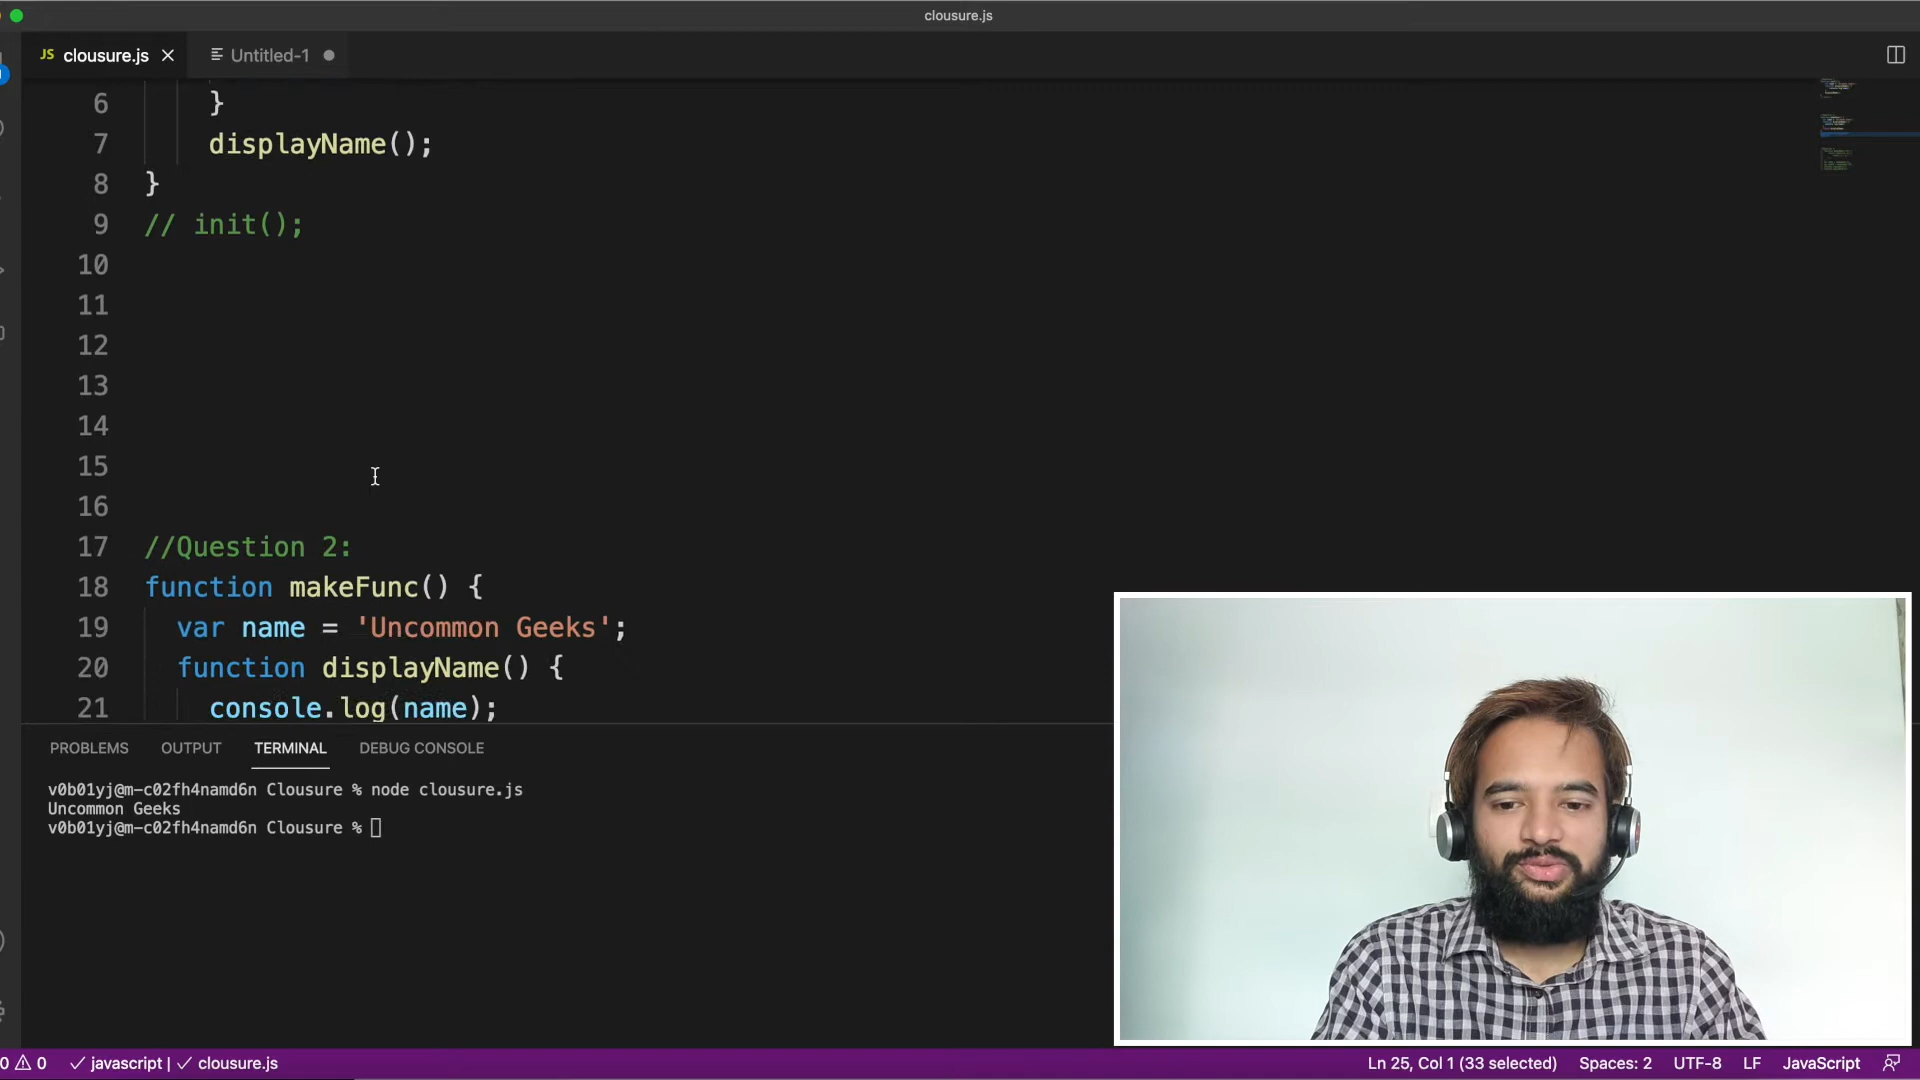 clousure.js
JS clousure.js
Untitled-1
6 }
7 displayName();
8 }
9 // init();
10
11
12
13
14
15
16
17 //Question 2:
18 function makeFunc() {
19 var name = 'Uncommon Geeks';
20 function displayName() {
21 console.log(name);
PROBLEMS OUTPUT TERMINAL DEBUG CONSOLE
v0b01yj@m-c02fh4namd6n Clousure % node clousure.js
Uncommon Geeks
v0b01yj@m-c02fh4namd6n Clousure %
0 0 javascript | clousure.js Ln 25, Col 1 (33 selected) Spaces: 2 UTF-8 LF JavaScript